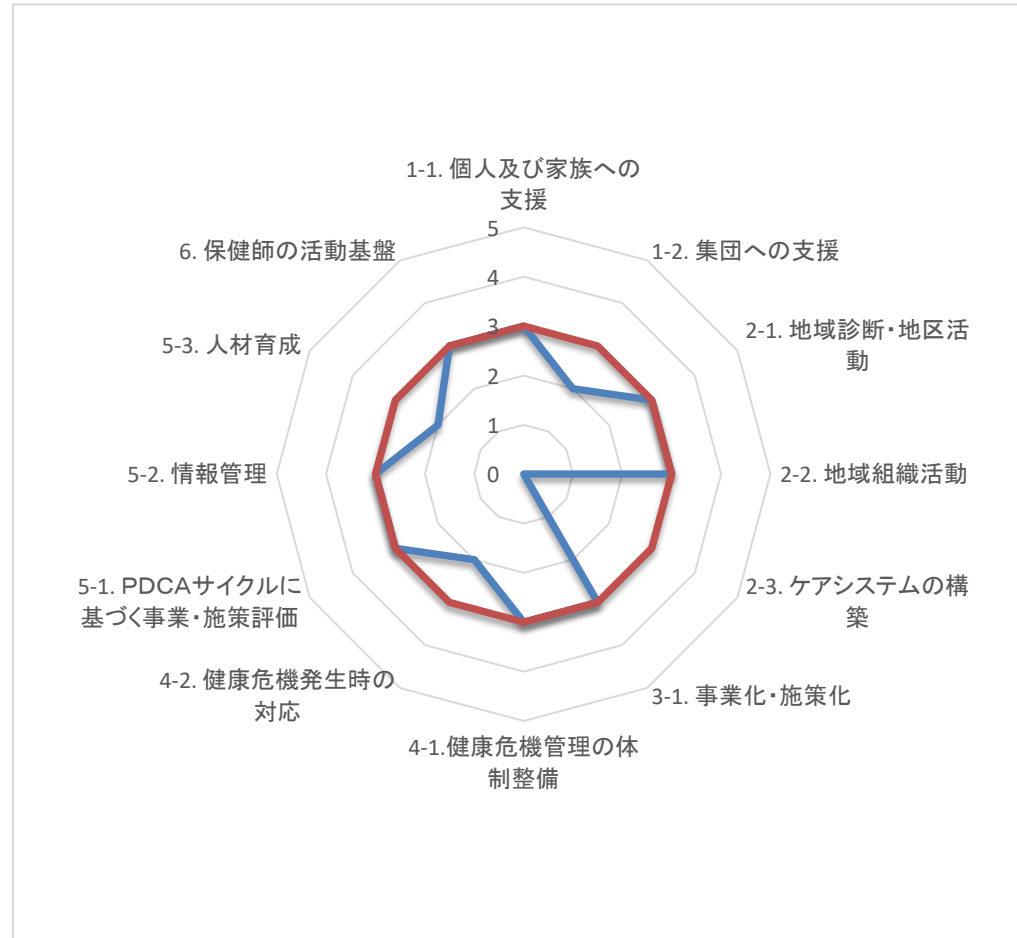 1-1. 個人及び家族への
支援
1-2. 集団への支援
2-1. 地域診断・地区活
動
2-2. 地域組織活動
2-3. ケアシステムの構
築
3-1. 事業化・施策化
4-1.健康危機管理の体
制整備
4-2. 健康危機発生時の
対応
5-1. PDCAサイクルに
基づく事業・施策評価
5-2. 情報管理
5-3. 人材育成
6. 保健師の活動基盤
5
4
3
2
1
0